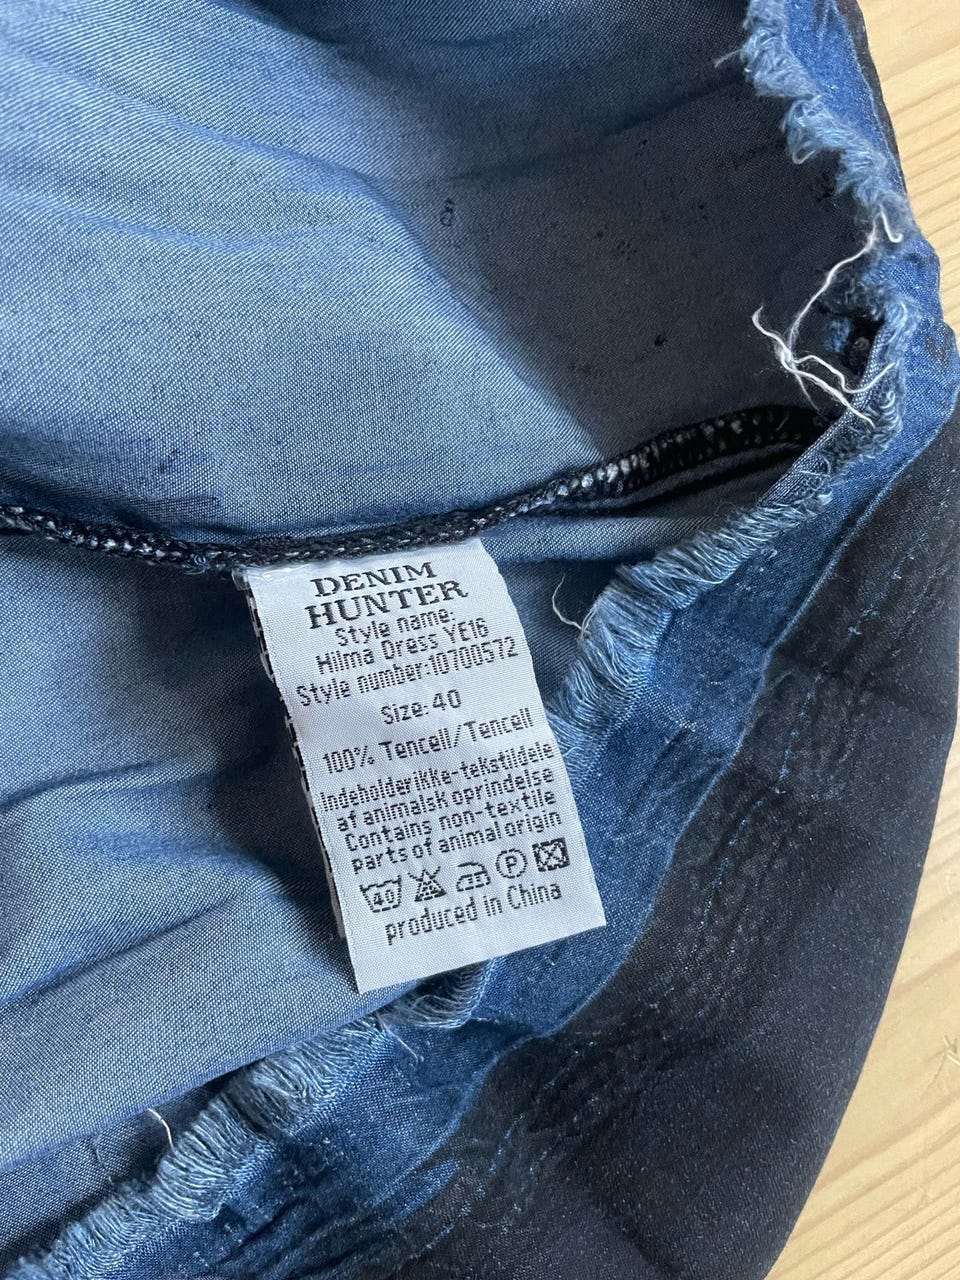 DENIM
HUNTER
Style name:
Hilma Dress YE16
Style number:10700572
Size: 40
100% Tencell/Tencell
Indeholder ikke-tekstildele
af animalsk oprindelse
Contains non-textile
parts of animal origin
40 P
produced in China